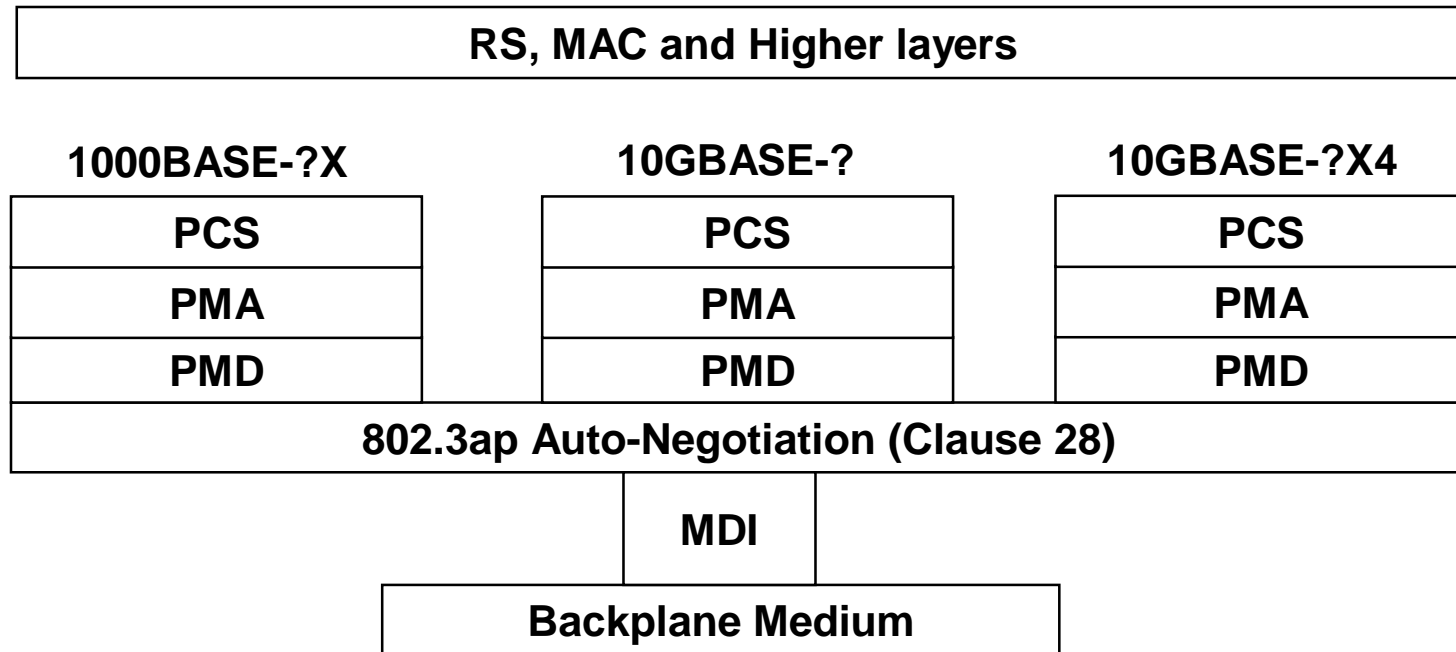 RS, MAC and Higher layers
1000BASE-?X 10GBASE-? 10GBASE-?X4
PCS PCS PCS
PMA PMA PMA
PMD PMD PMD
802.3ap Auto-Negotiation (Clause 28)
MDI
Backplane Medium